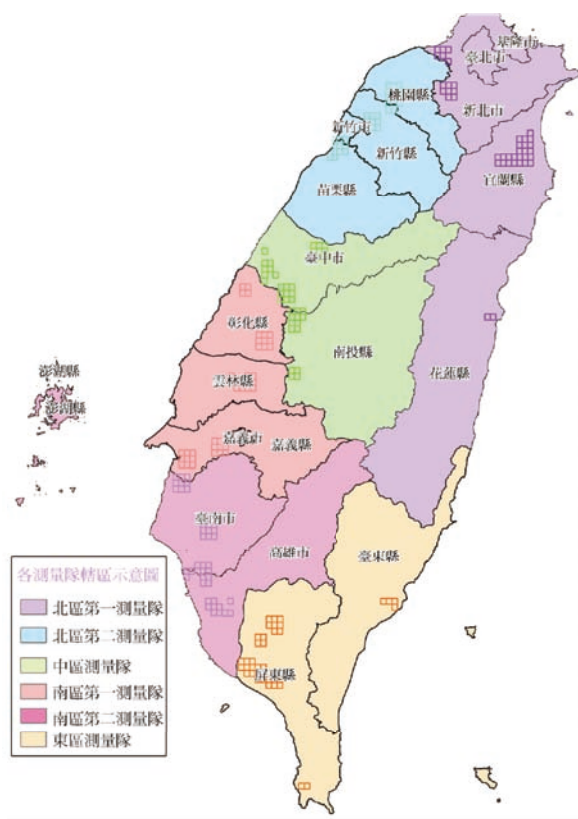 基隆市
臺北市
新北市
桃園縣
新竹市
新竹縣
宜蘭縣
苗栗縣
臺中市
彰化縣
南投縣
花蓮縣
雲林縣
澎湖縣
澎湖縣
嘉義市
嘉義縣
臺南市
高雄市
臺東縣
屏東縣
各測量隊轄區示意圖
北區第一測量隊
北區第二測量隊
中區測量隊
南區第一測量隊
南區第二測量隊
東區測量隊